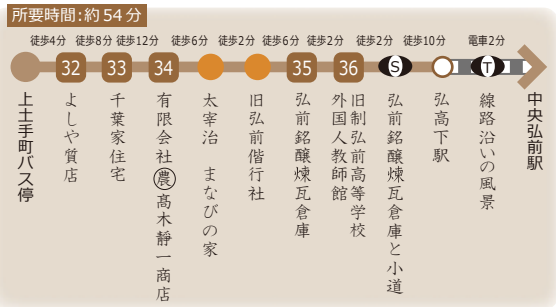 所要時間：約54分
徒歩4分 徒歩8分 徒歩12分 徒歩6分 徒歩2分 徒歩6分 徒歩2分 徒歩2分 徒歩10分 電車2分
32 33 34 35 36 S T
上土手町バス停
よしや質店
千葉家住宅
有限会社㊪髙木靜一商店
太宰治 まなびの家
旧弘前偕行社
弘前銘醸煉瓦倉庫
旧制弘前高等学校
外国人教師館
弘前銘醸煉瓦倉庫と小道
弘高下駅
線路沿いの風景
中央弘前駅